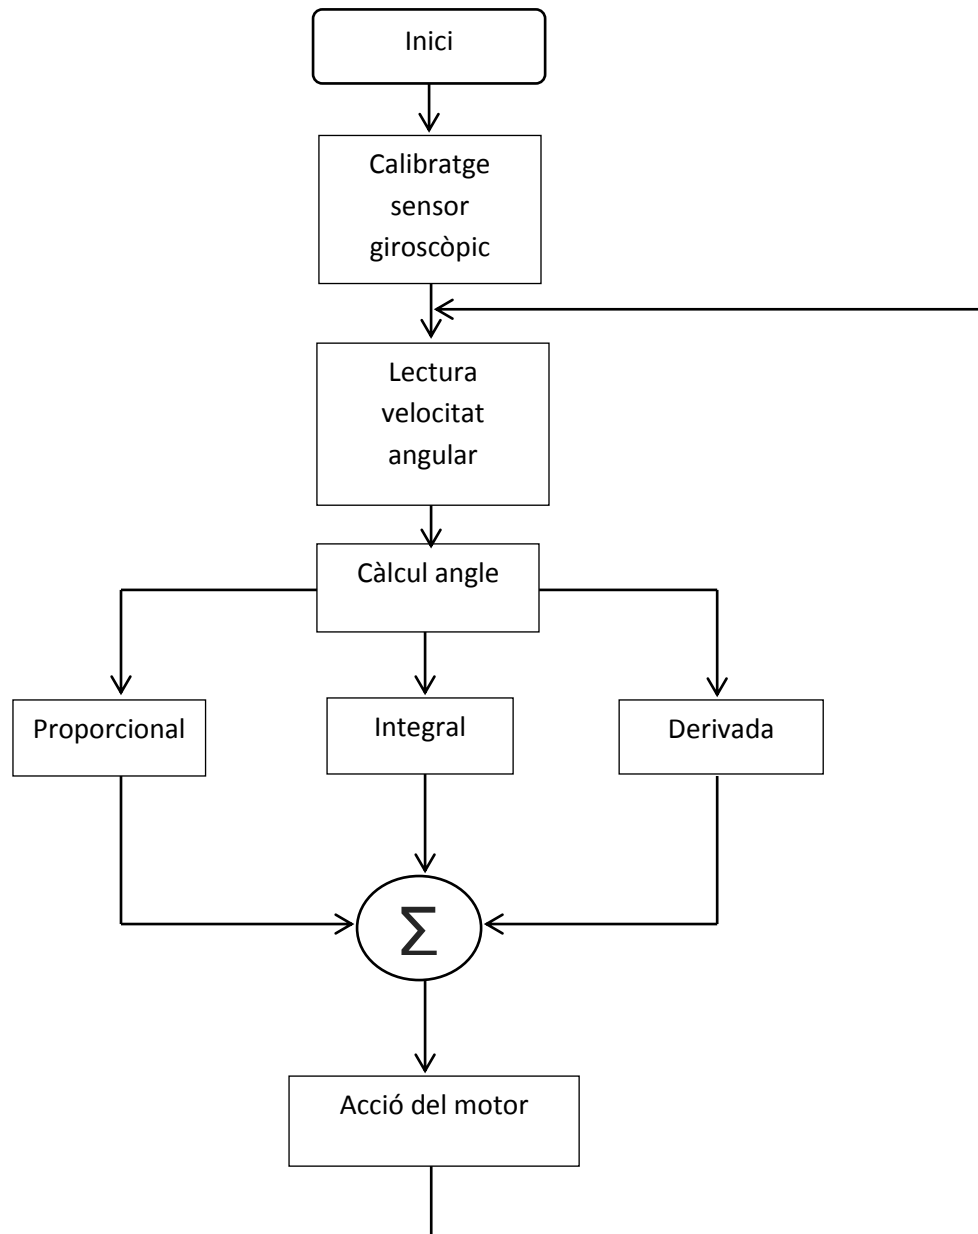 Inici
Calibratge
sensor
giroscòpic
Lectura
velocitat
angular
Càlcul angle
Proporcional
Integral
Derivada
Σ
Acció del motor